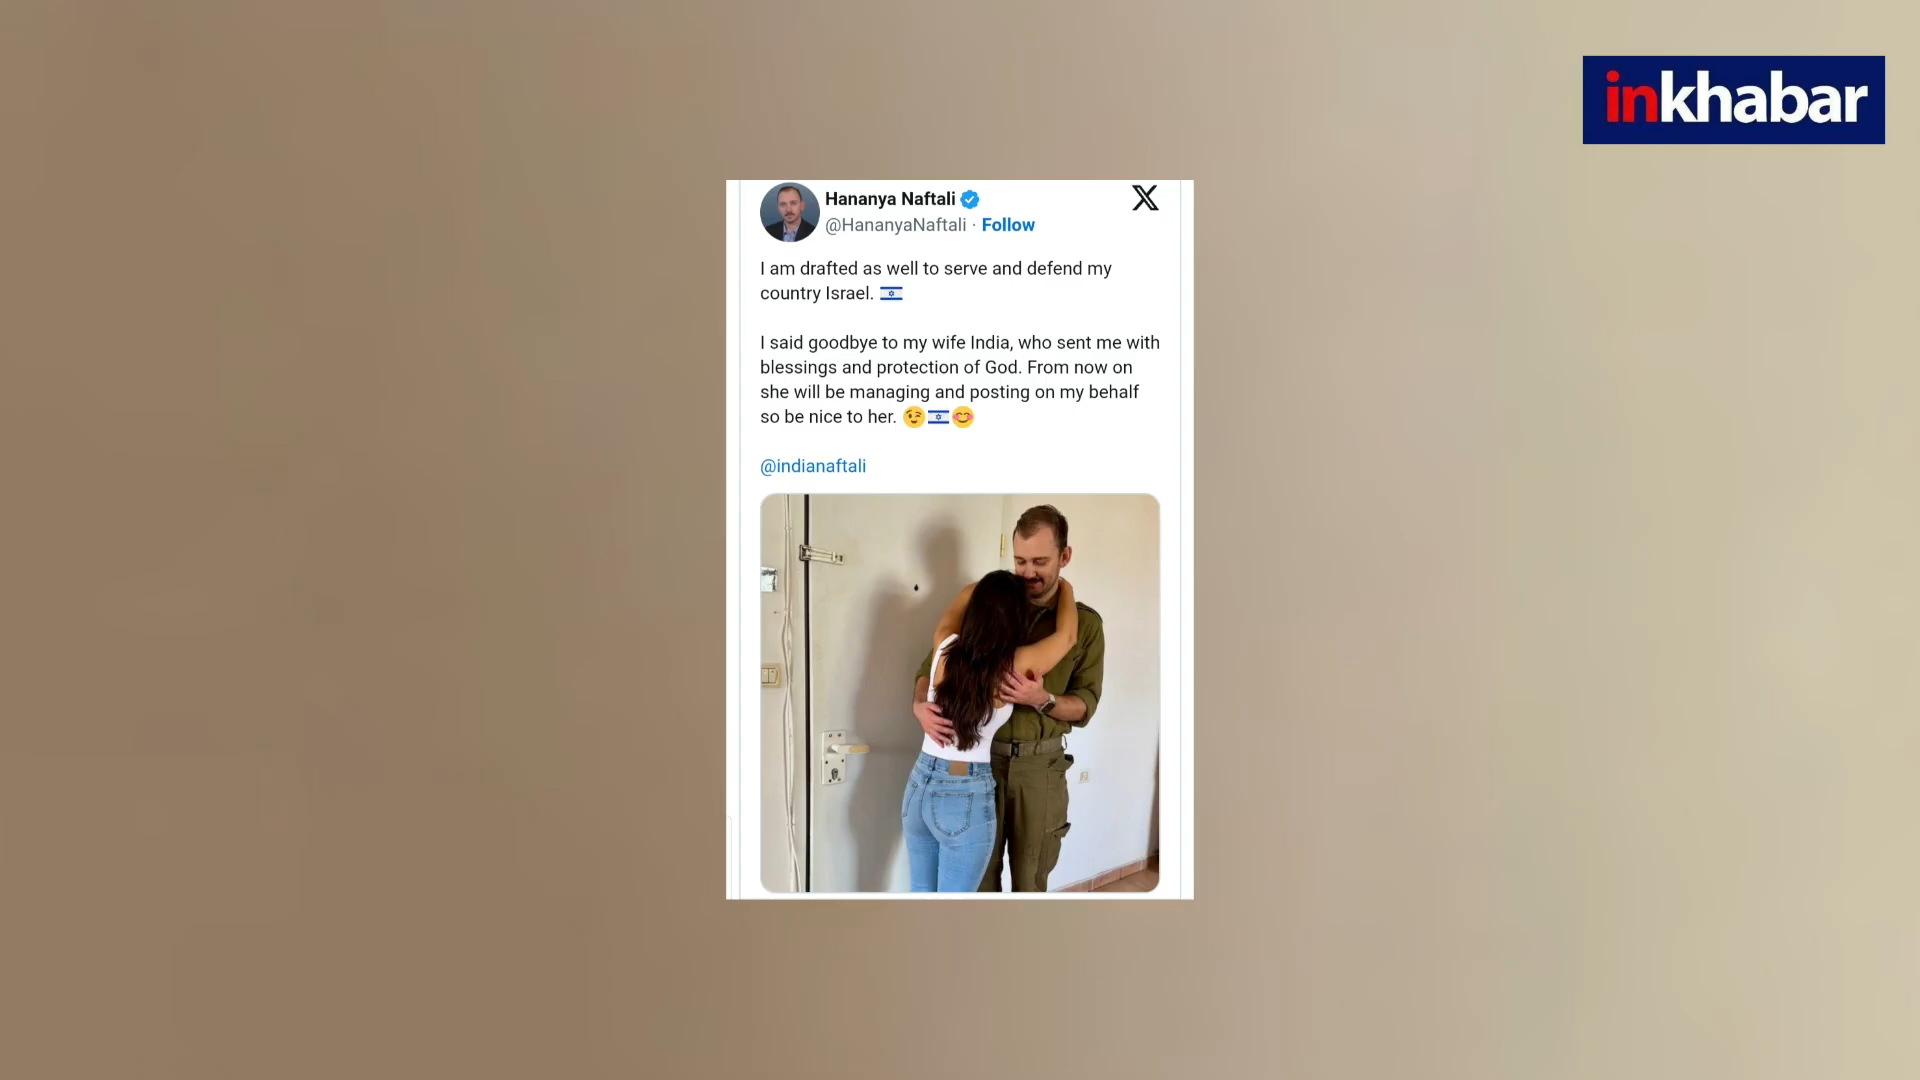 inkhabar
Hananya Naftali
@HananyaNaftali · Follow
I am drafted as well to serve and defend my
country Israel. 🇮🇱
I said goodbye to my wife India, who sent me with
blessings and protection of God. From now on
she will be managing and posting on my behalf
so be nice to her. 😉🇮🇱😊
@indianaftali